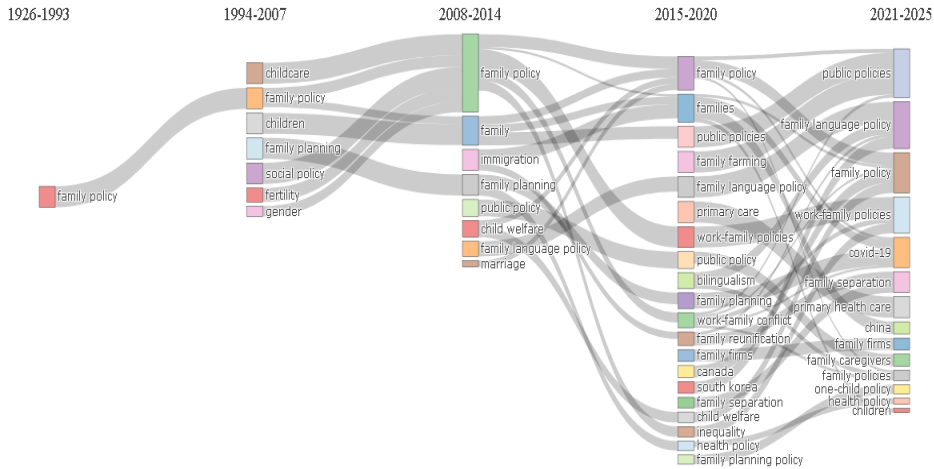 1926-1993
1994-2007
2008-2014
2015-2020
2021-2025
family policy
childcare
family policy
children
family planning
social policy
fertility
gender
family policy
family
immigration
family planning
public policy
child welfare
family language policy
marriage
family policy
families
public policies
family farming
family language policy
primary care
work-family policies
public policy
bilingualism
family planning
work-family conflict
family reunification
family firms
canada
south korea
family separation
child welfare
inequality
health policy
family planning policy
public policies
family language policy
family policy
work-family policies
covid-19
family separation
primary health care
china
family firms
family caregivers
family policies
one-child policy
health policy
children